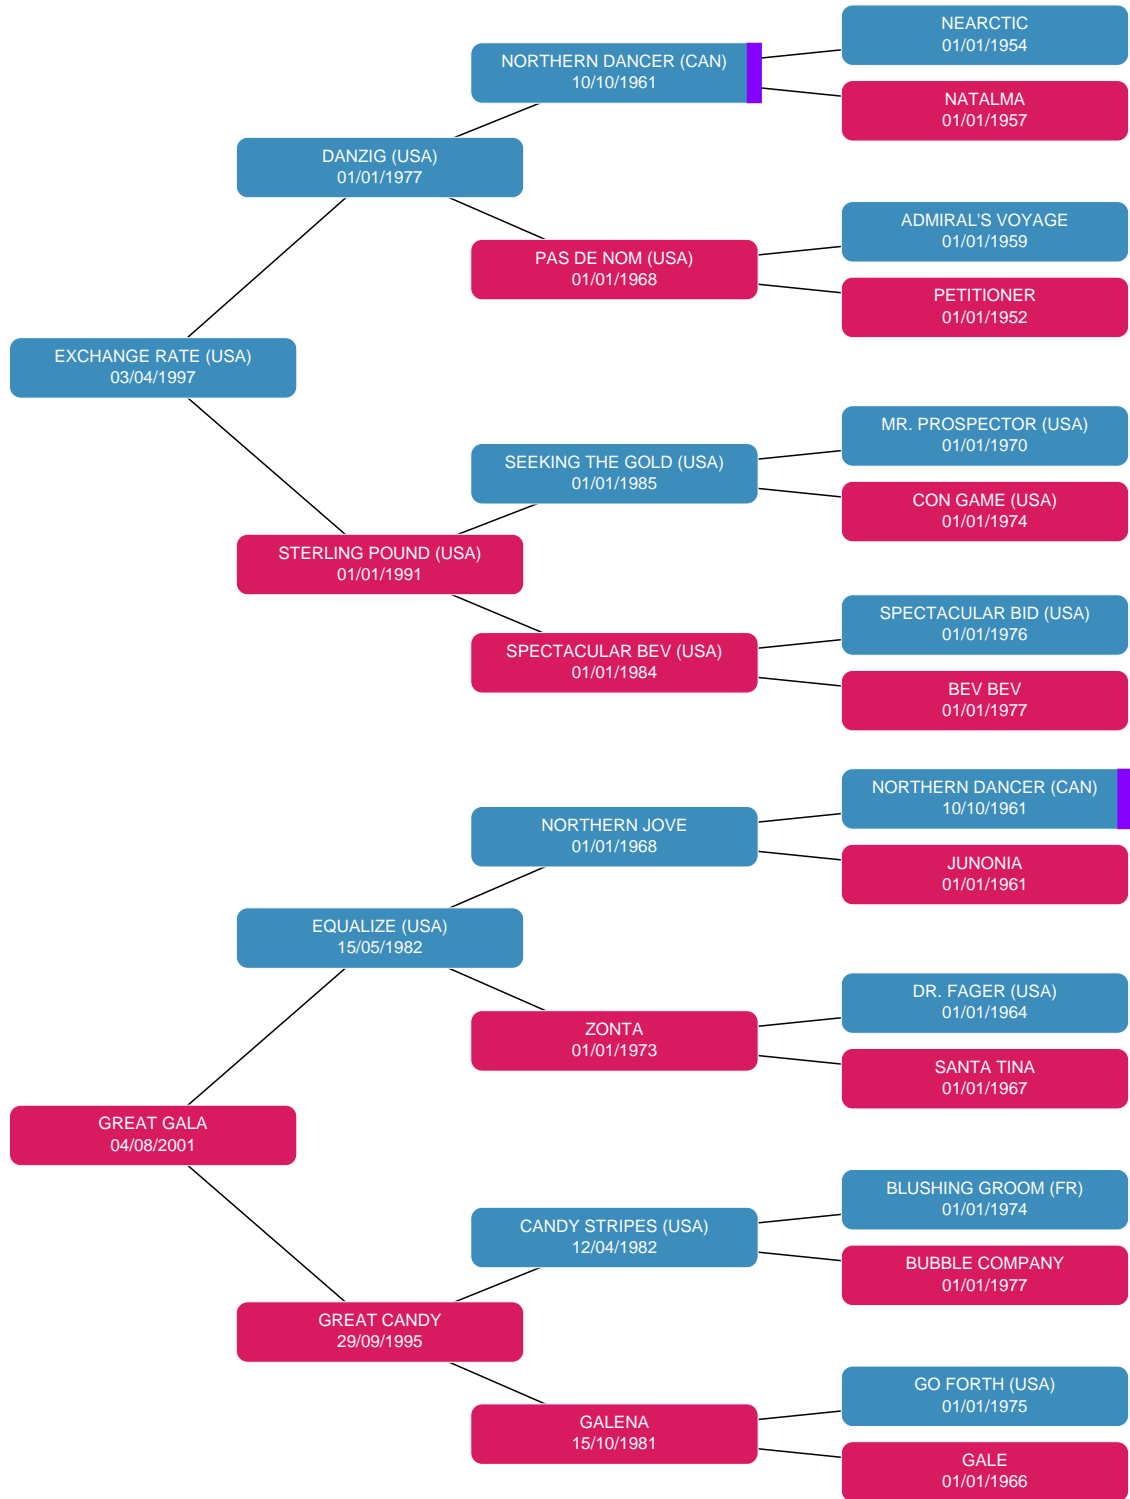 NEARCTIC
01/01/1954
NORTHERN DANCER (CAN)
10/10/1961
NATALMA
01/01/1957
DANZIG (USA)
01/01/1977
ADMIRAL'S VOYAGE
01/01/1959
PAS DE NOM (USA)
01/01/1968
PETITIONER
01/01/1952
EXCHANGE RATE (USA)
03/04/1997
MR. PROSPECTOR (USA)
01/01/1970
SEEKING THE GOLD (USA)
01/01/1985
CON GAME (USA)
01/01/1974
STERLING POUND (USA)
01/01/1991
SPECTACULAR BID (USA)
01/01/1976
SPECTACULAR BEV (USA)
01/01/1984
BEV BEV
01/01/1977
NORTHERN DANCER (CAN)
10/10/1961
NORTHERN JOVE
01/01/1968
JUNONIA
01/01/1961
EQUALIZE (USA)
15/05/1982
DR. FAGER (USA)
01/01/1964
ZONTA
01/01/1973
SANTA TINA
01/01/1967
GREAT GALA
04/08/2001
BLUSHING GROOM (FR)
01/01/1974
CANDY STRIPES (USA)
12/04/1982
BUBBLE COMPANY
01/01/1977
GREAT CANDY
29/09/1995
GO FORTH (USA)
01/01/1975
GALENA
15/10/1981
GALE
01/01/1966